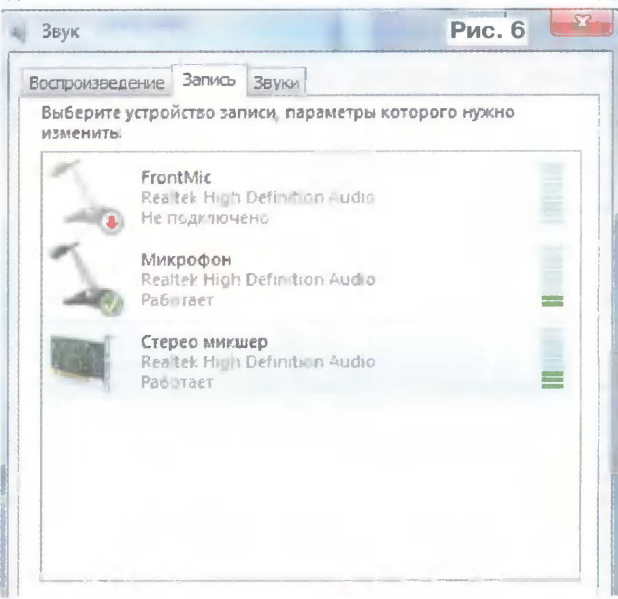 Звук
Рис. 6
Воспроизведение Запись Звуки
Выберите устройство записи, параметры которого нужно
изменить:
FrontMic
Realtek High Definition Audio
Не подключено
Микрофон
Realtek High Definition Audio
Работает
Стерео микшер
Realtek High Definition Audio
Работает